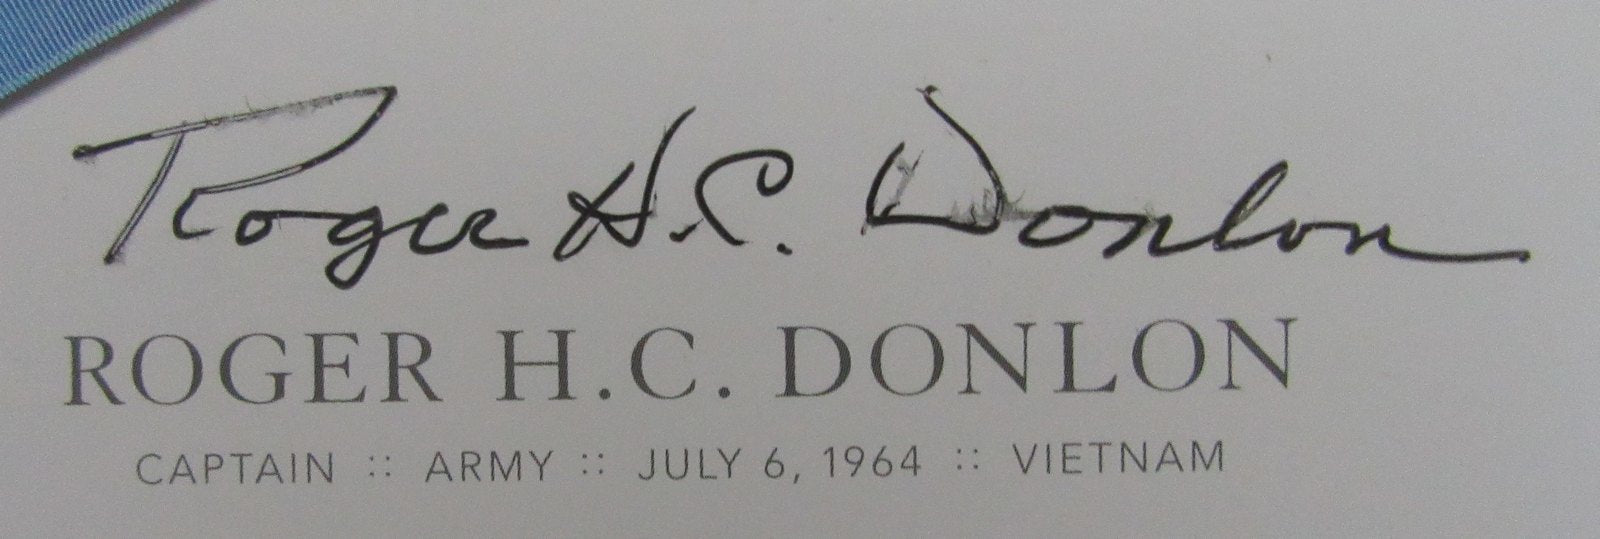 Roger H.C. Donlon
ROGER H.C. DONLON
CAPTAIN :: ARMY :: JULY 6, 1964 :: VIETNAM